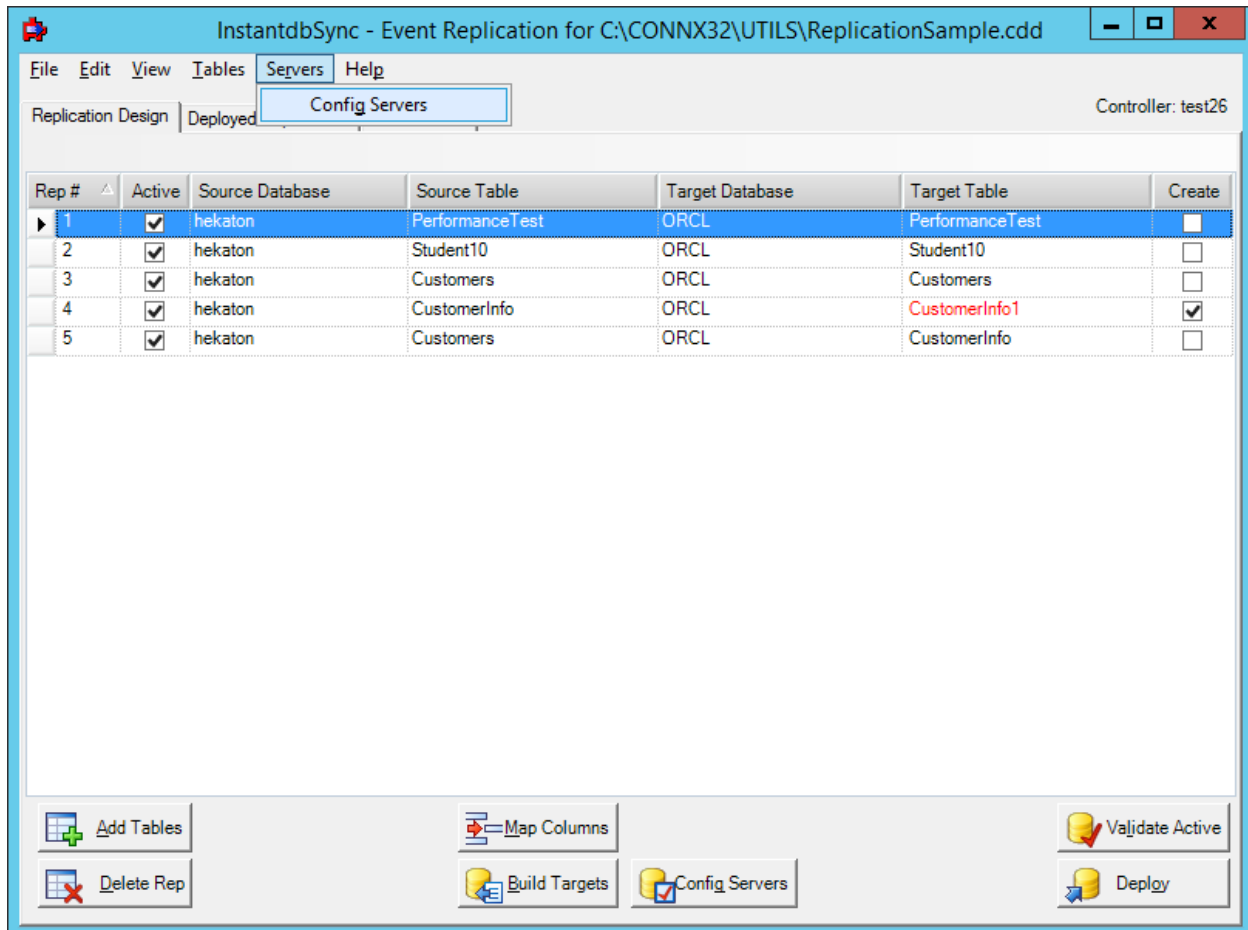 InstantdbSync - Event Replication for C:\CONNX32\UTILS\ReplicationSample.cdd
File Edit View Tables Servers Help
Config Servers
Replication Design Deployed
Controller: test26
Rep # Active Source Database Source Table Target Database Target Table Create
1 hekaton PerformanceTest ORCL PerformanceTest
2 hekaton Student10 ORCL Student10
3 hekaton Customers ORCL Customers
4 hekaton CustomerInfo ORCL CustomerInfo1
5 hekaton Customers ORCL CustomerInfo
Add Tables Map Columns Validate Active
Delete Rep Build Targets Config Servers Deploy